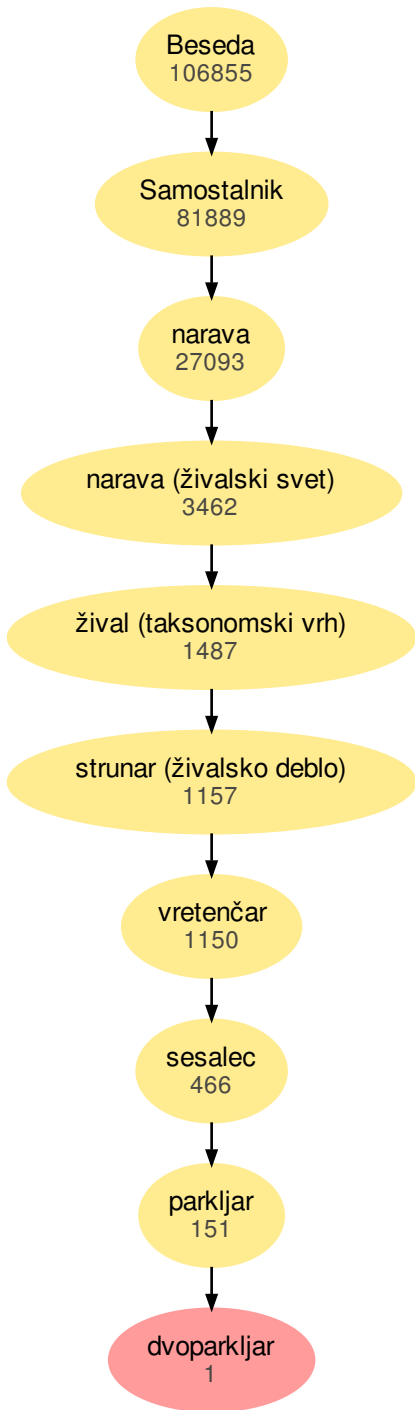 Beseda
106855
Samostalnik
81889
narava
27093
narava (živalski svet)
3462
žival (taksonomski vrh)
1487
strunar (živalsko deblo)
1157
vretenčar
1150
sesalec
466
parkljar
151
dvoparkljar
1